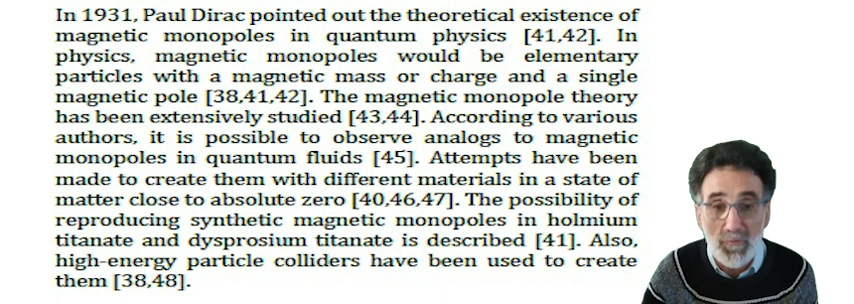 In 1931, Paul Dirac pointed out the theoretical existence of
magnetic monopoles in quantum physics [41,42]. In
physics, magnetic monopoles would be elementary
particles with a magnetic mass or charge and a single
magnetic pole [38,41,42]. The magnetic monopole theory
has been extensively studied [43,44]. According to various
authors, it is possible to observe analogs to magnetic
monopoles in quantum fluids [45]. Attempts have been
made to create them with different materials in a state of
matter close to absolute zero [40,46,47]. The possibility of
reproducing synthetic magnetic monopoles in holmium
titanate and dysprosium titanate is described [41]. Also,
high-energy particle colliders have been used to create
them [38,48].